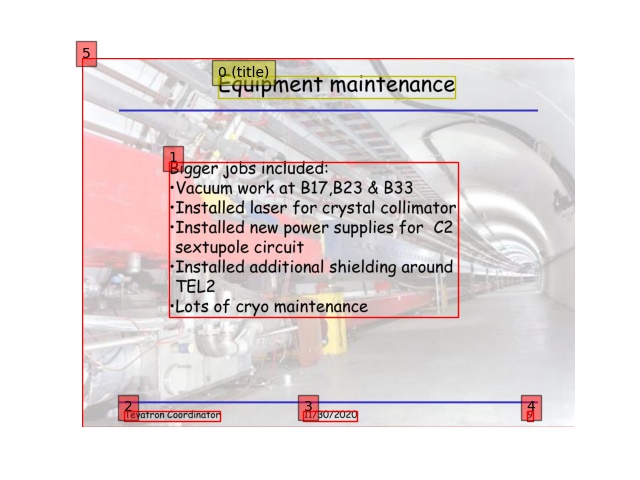 5
0 (title)
Equipment maintenance
1
Bigger jobs included:
•Vacuum work at B17,B23 & B33
•Installed laser for crystal collimator
•Installed new power supplies for C2
sextupole circuit
•Installed additional shielding around
TEL2
•Lots of cryo maintenance
2
3
4
Tevatron Coordinator
11/30/2020
9